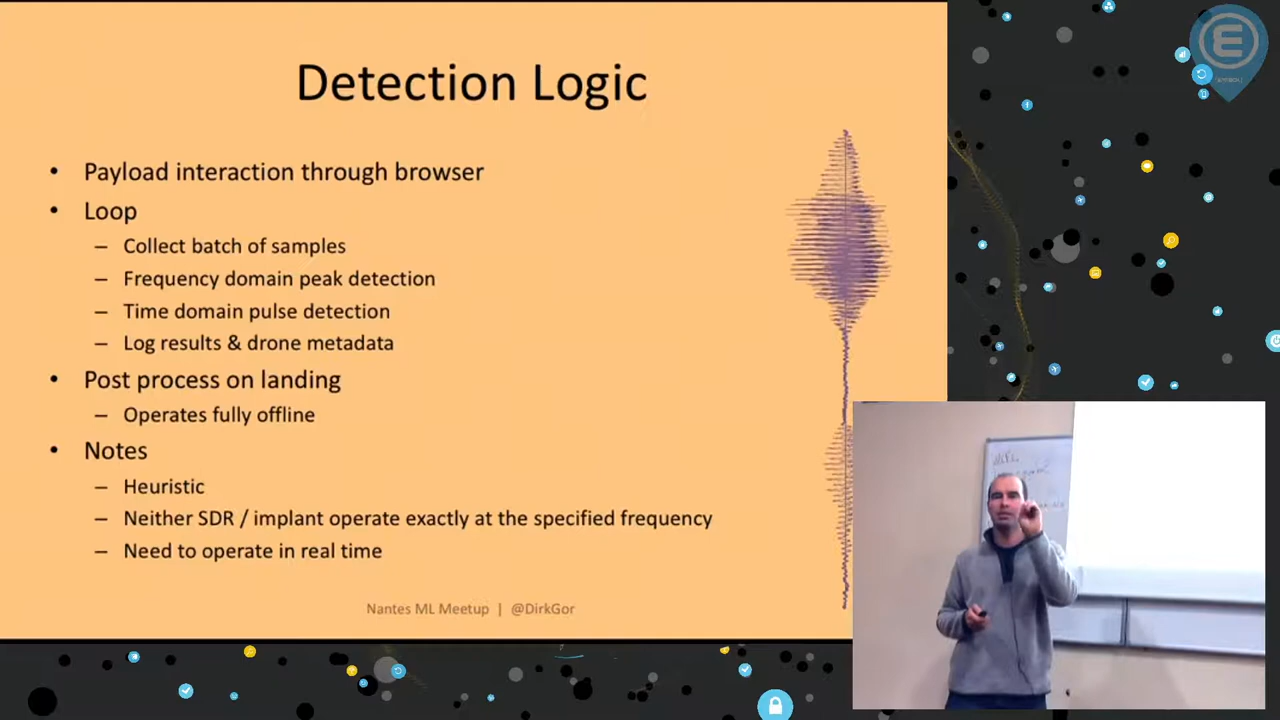 Detection Logic
• Payload interaction through browser
• Loop
– Collect batch of samples
– Frequency domain peak detection
– Time domain pulse detection
– Log results & drone metadata
• Post process on landing
– Operates fully offline
• Notes
– Heuristic
– Neither SDR / implant operate exactly at the specified frequency
– Need to operate in real time
Nantes ML Meetup | @DirkGor